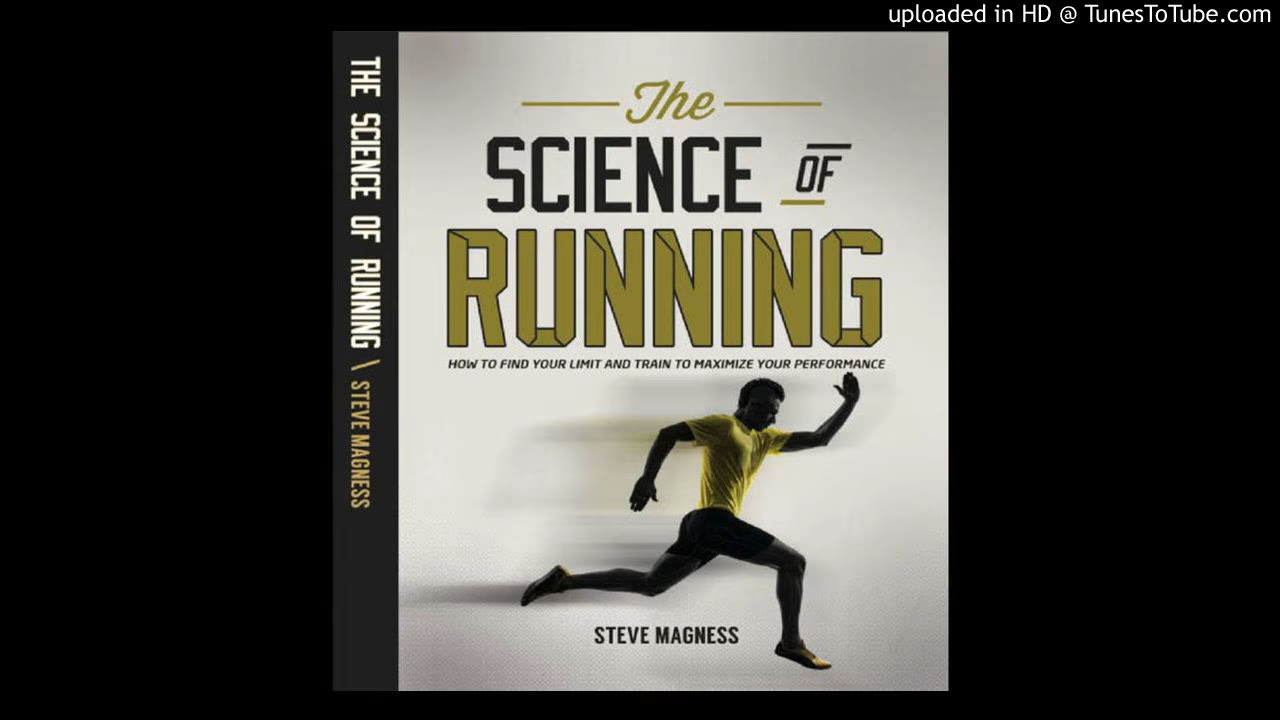 uploaded in HD @ TunesToTube.com
THE SCIENCE OF RUNNING \ STEVE MAGNESS
The
SCIENCE OF
RUNNING
HOW TO FIND YOUR LIMIT AND TRAIN TO MAXIMIZE YOUR PERFORMANCE
STEVE MAGNESS